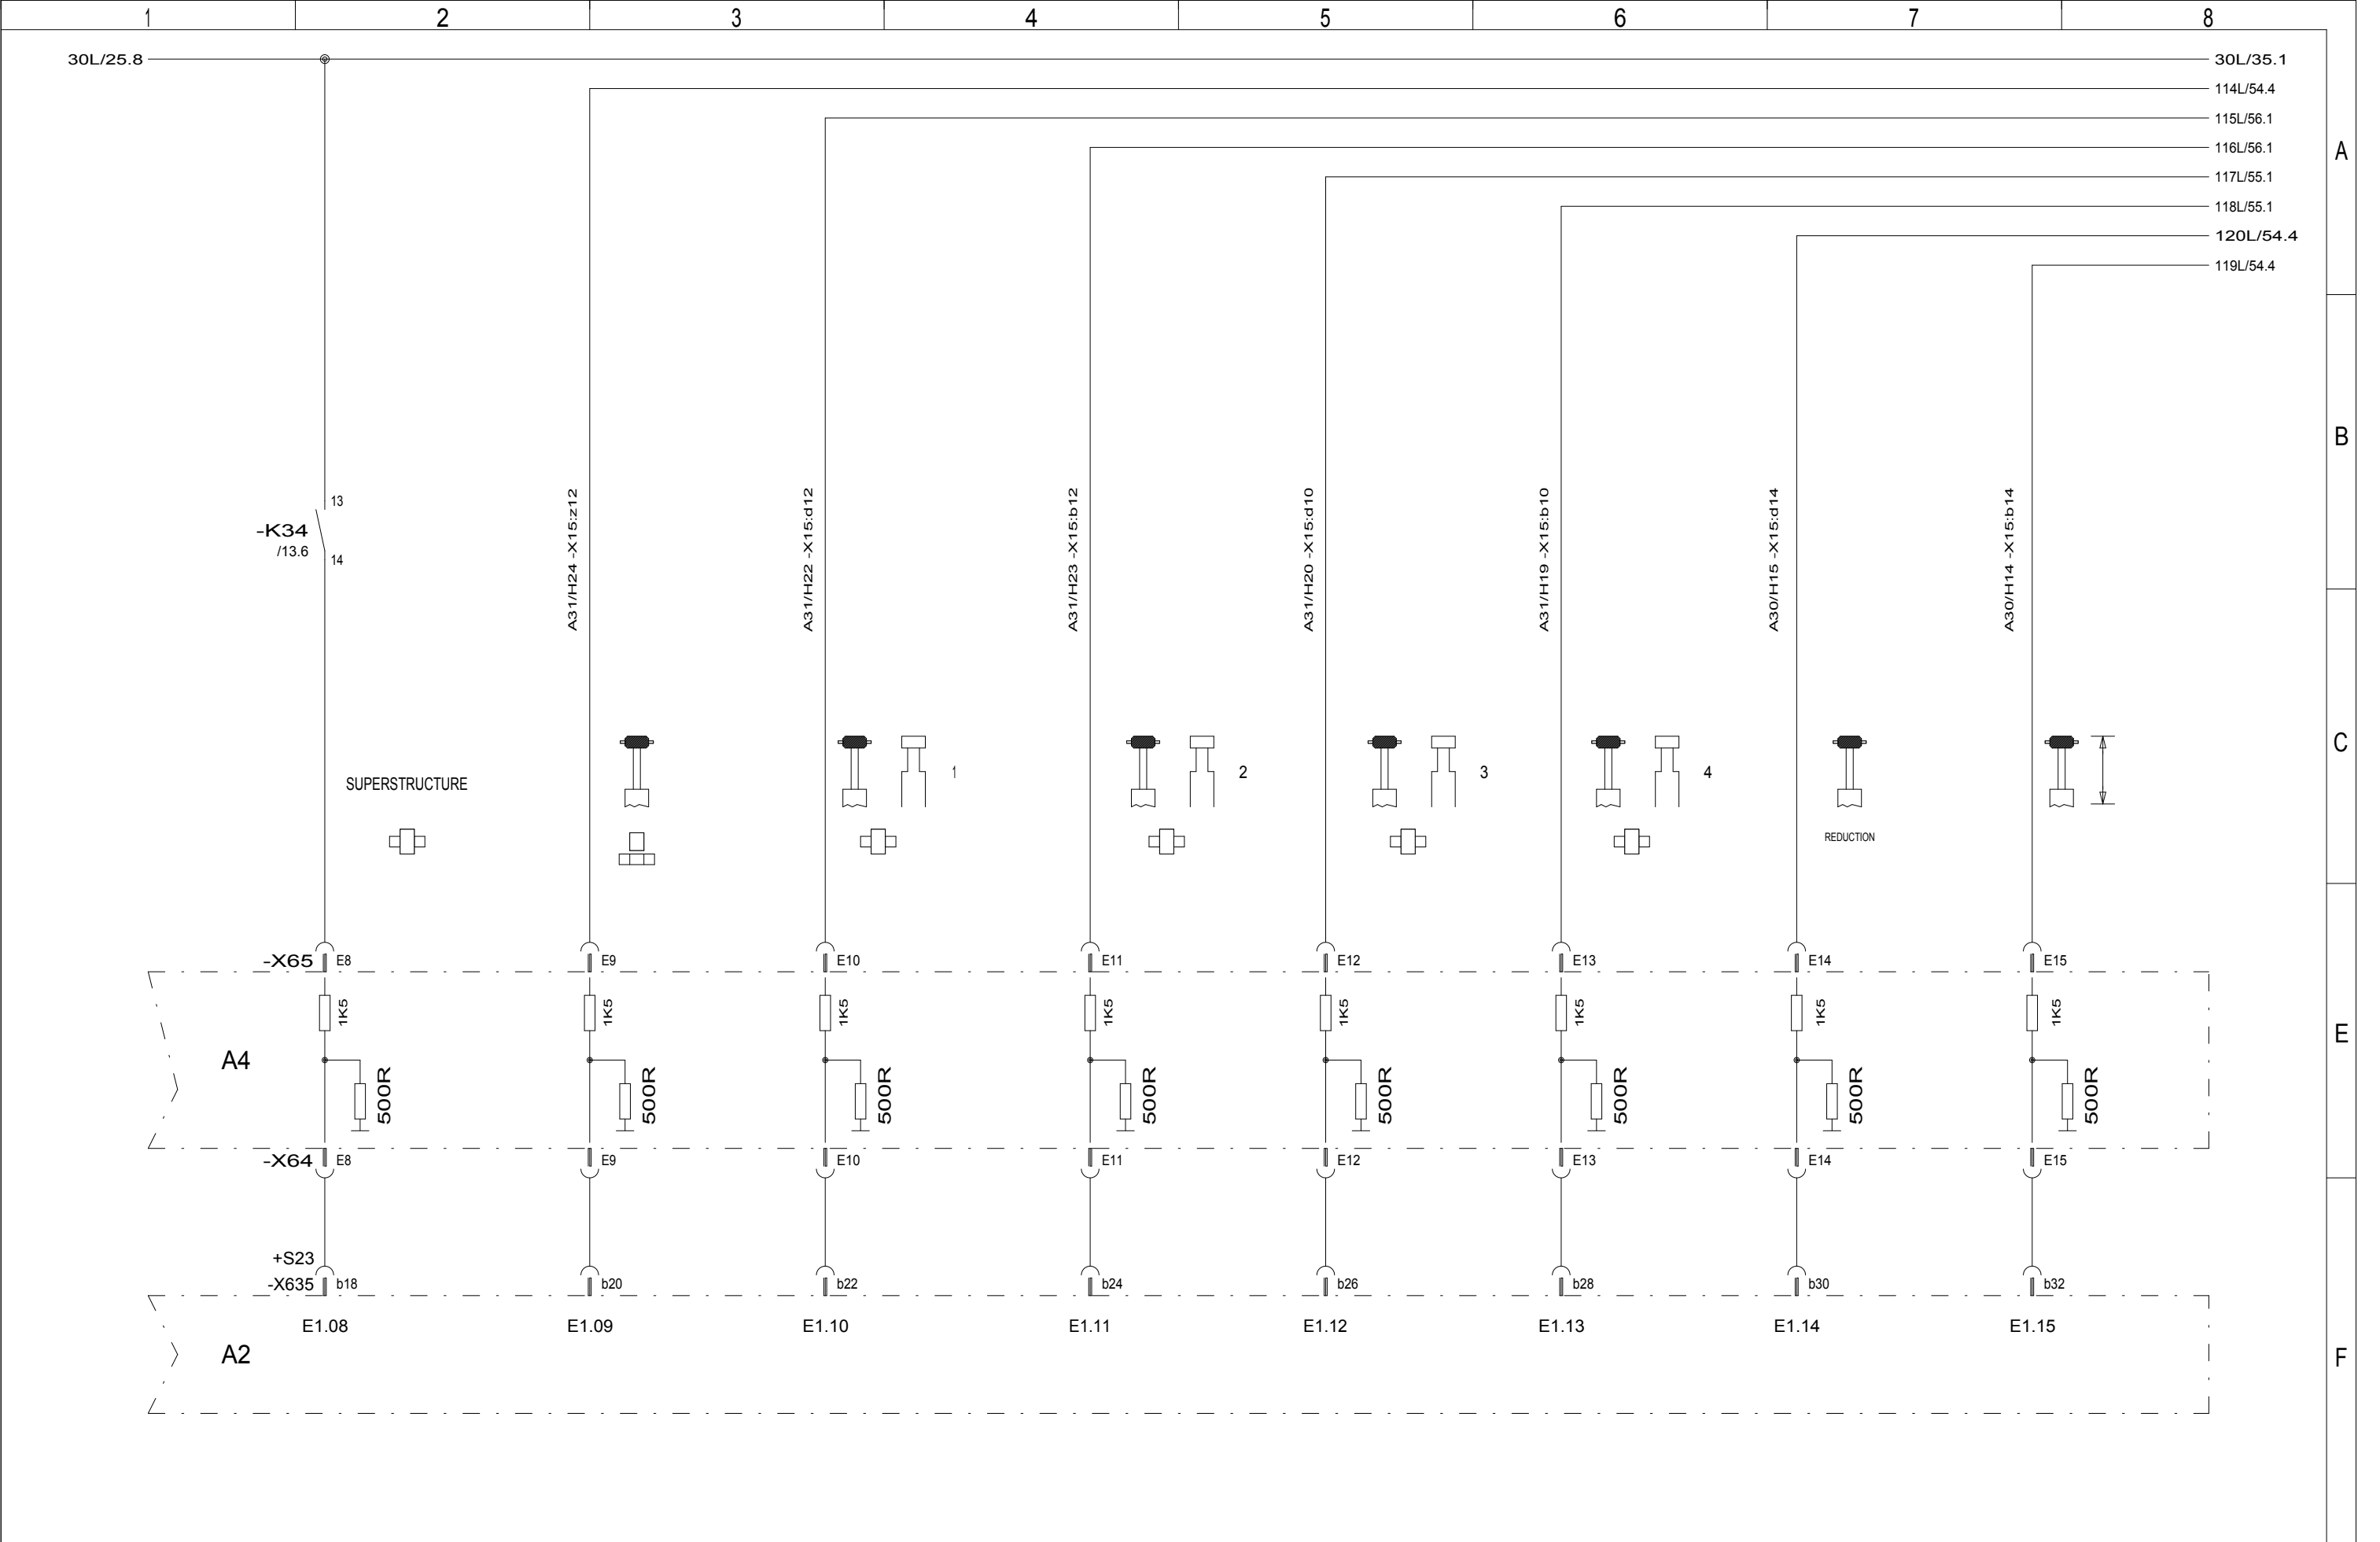 1 2 3 4 5 6 7 8
30L/25.8 30L/35.1
114L/54.4
115L/56.1
116L/56.1
A
117L/55.1
118L/55.1
120L/54.4
119L/54.4
B
13
-K34
/13.6
14
A31/H24 -X15:z12
A31/H22 -X15:d12
A31/H23 -X15:b12
A31/H20 -X15:d10
A31/H19 -X15:b10
A30/H15 -X15:d14
A30/H14 -X15:b14
C
1 2 3 4
SUPERSTRUCTURE
REDUCTION
-X65 E8 E9 E10 E11 E12 E13 E14 E15
1K5 1K5 1K5 1K5 1K5 1K5 1K5 1K5
E
A4
500R 500R 500R 500R 500R 500R 500R 500R
-X64 E8 E9 E10 E11 E12 E13 E14 E15
+S23
-X635 b18 b20 b22 b24 b26 b28 b30 b32
E1.08 E1.09 E1.10 E1.11 E1.12 E1.13 E1.14 E1.15
A2
F